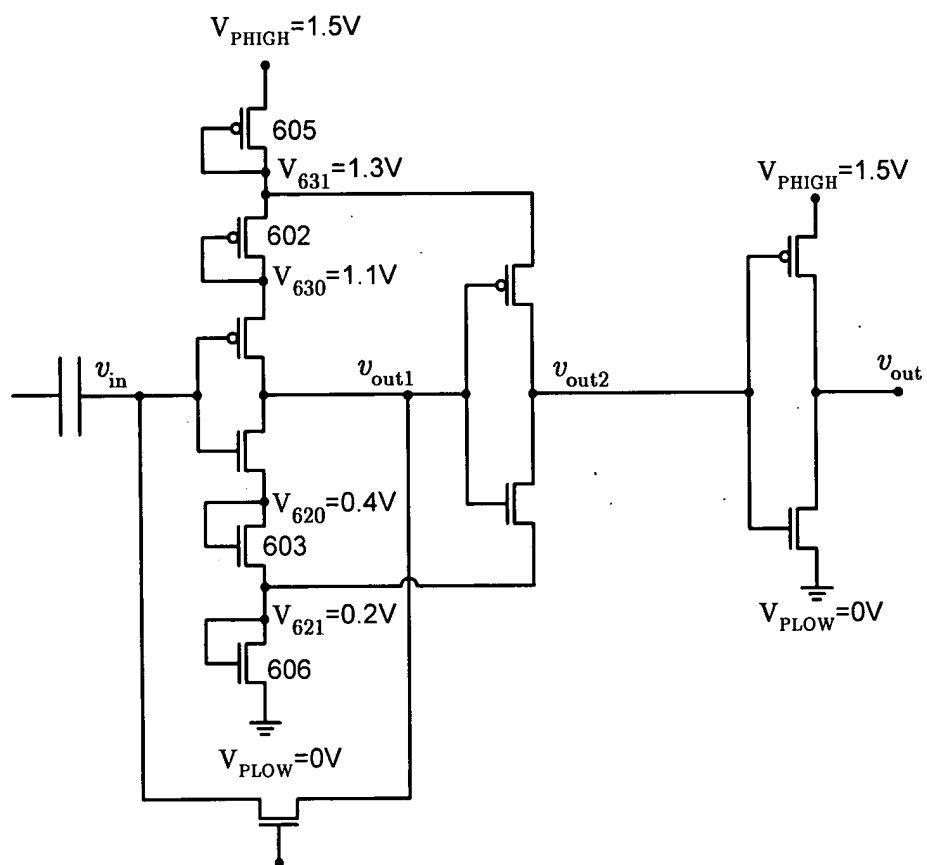 V_PHIGH=1.5V
605
V_631=1.3V
V_PHIGH=1.5V
602
V_630=1.1V
v_in
v_out1
v_out2
v_out
V_620=0.4V
603
V_621=0.2V
V_PLOW=0V
606
V_PLOW=0V